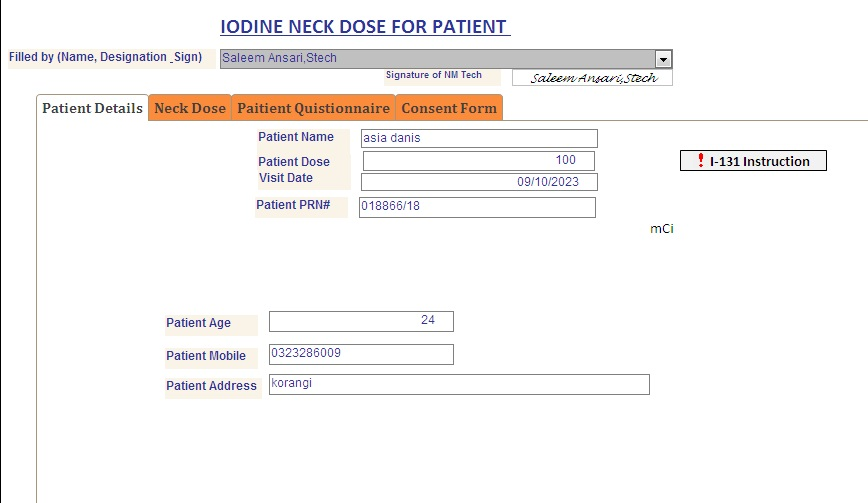 IODINE NECK DOSE FOR PATIENT
Filled by (Name, Designation _Sign) Saleem Ansari,Stech
Signature of NM Tech Saleem Ansari,Stech
Patient Details Neck Dose Paitient Quistionnaire Consent Form
Patient Name asia danis
Patient Dose 100 ! I-131 Instruction
Visit Date 09/10/2023
Patient PRN# 018866/18
mCi
Patient Age 24
Patient Mobile 0323286009
Patient Address korangi